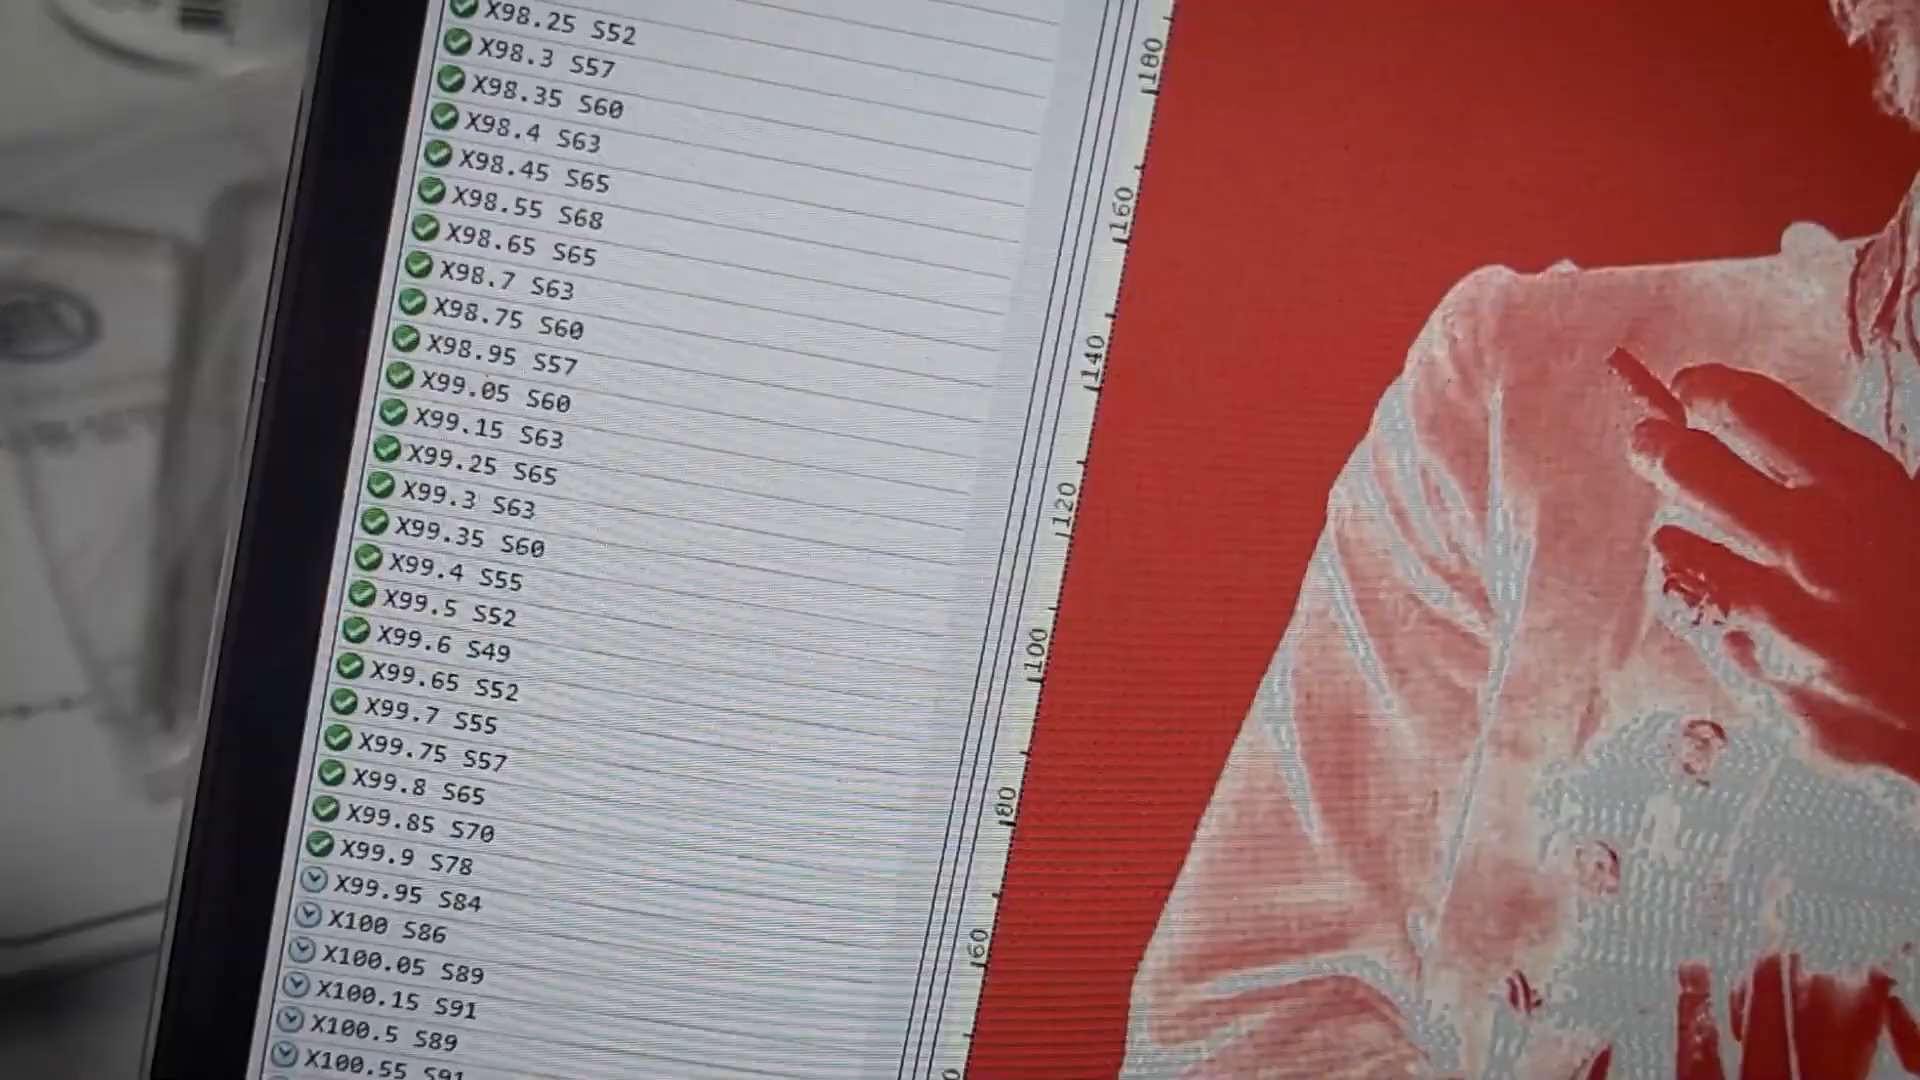 X98.25 S52
X98.3 S57
X98.35 S60
X98.4 S63
X98.45 S65
X98.55 S68
X98.65 S65
X98.7 S63
X98.75 S60
X98.95 S57
X99.05 S60
X99.15 S63
X99.25 S65
X99.3 S63
X99.35 S60
X99.4 S55
X99.5 S52
X99.6 S49
X99.65 S52
X99.7 S55
X99.75 S57
X99.8 S65
X99.85 S70
X99.9 S78
X99.95 S84
X100 S86
X100.05 S89
X100.15 S91
X100.5 S89
X100.55 S91
180
160
140
120
100
80
60